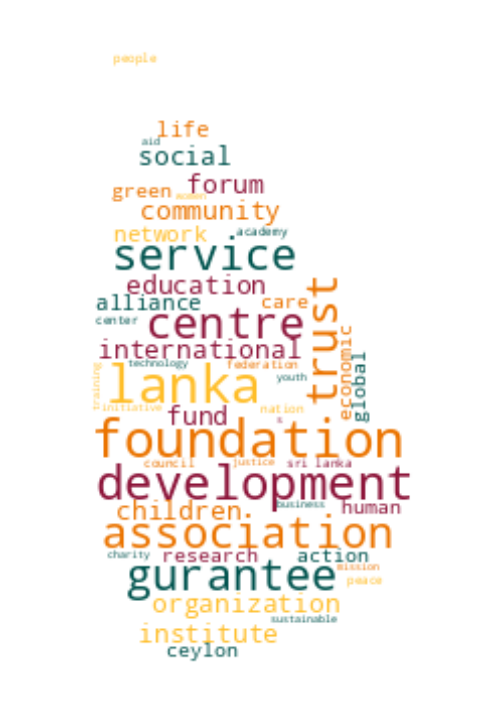 people
life
aid
social
forum
green women
community
network academy
service
education
alliance care
center centre
trust
international
economic
global
technology federation
training
lanka youth
initiative nation
fund s
foundation
council justice sri lanka
development
business
children human
association
charity research action
gurantee mission
peace
organization
sustainable
institute
ceylon